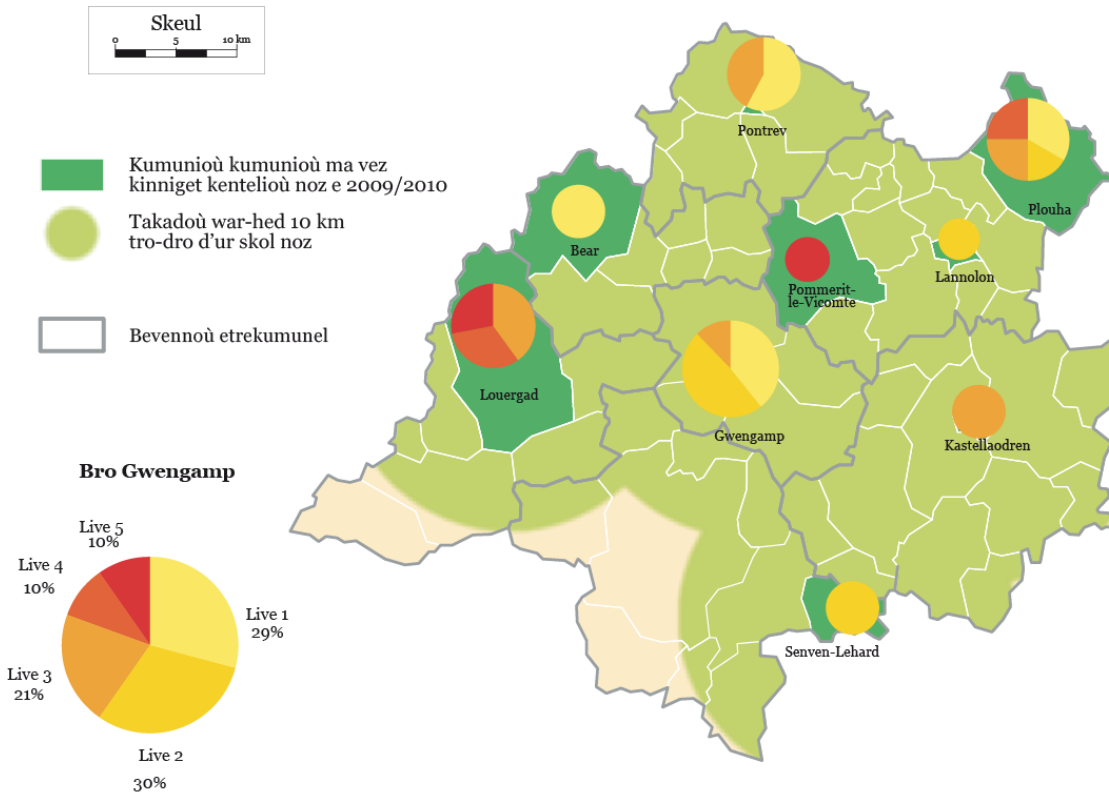 Skeul
0 5 10 km
Kumunioù kumunioù ma vez
kinniget kentelioù noz e 2009/2010
Takadoù war-hed 10 km
tro-dro d'ur skol noz
Bevennoù etrekumunel
Pontrev
Plouha
Bear
Lannolon
Pommerit-
le-Vicomte
Louergad
Gwengamp
Kastellaodren
Senven-Lehard
Bro Gwengamp
Live 5
10%
Live 4
10%
Live 1
29%
Live 3
21%
Live 2
30%